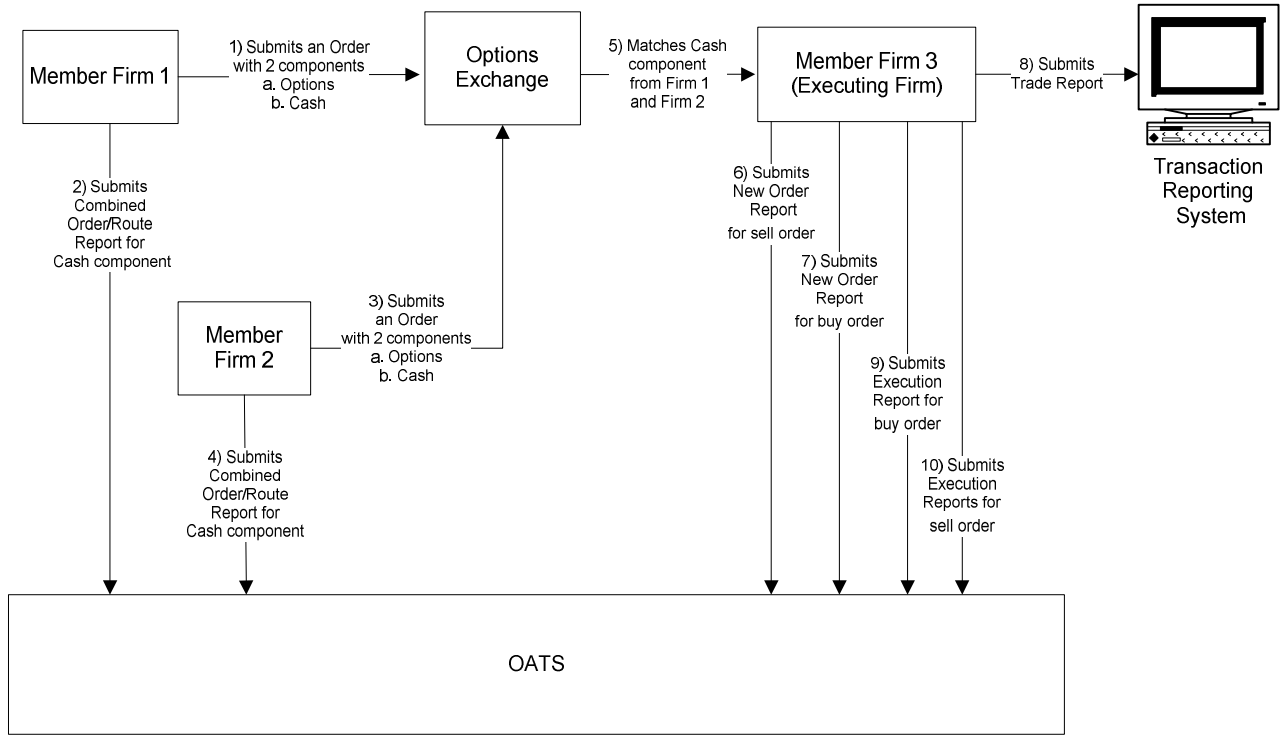 Member Firm 1
1) Submits an Order
with 2 components
a. Options
b. Cash
Options
Exchange
5) Matches Cash
component
from Firm 1
and Firm 2
Member Firm 3
(Executing Firm)
8) Submits
Trade Report
Transaction
Reporting
System
2) Submits
Combined
Order/Route
Report for
Cash component
Member
Firm 2
3) Submits
an Order
with 2 components
a. Options
b. Cash
4) Submits
Combined
Order/Route
Report for
Cash component
6) Submits
New Order
Report
for sell order
7) Submits
New Order
Report
for buy order
9) Submits
Execution
Report for
buy order
10) Submits
Execution
Reports for
sell order
OATS